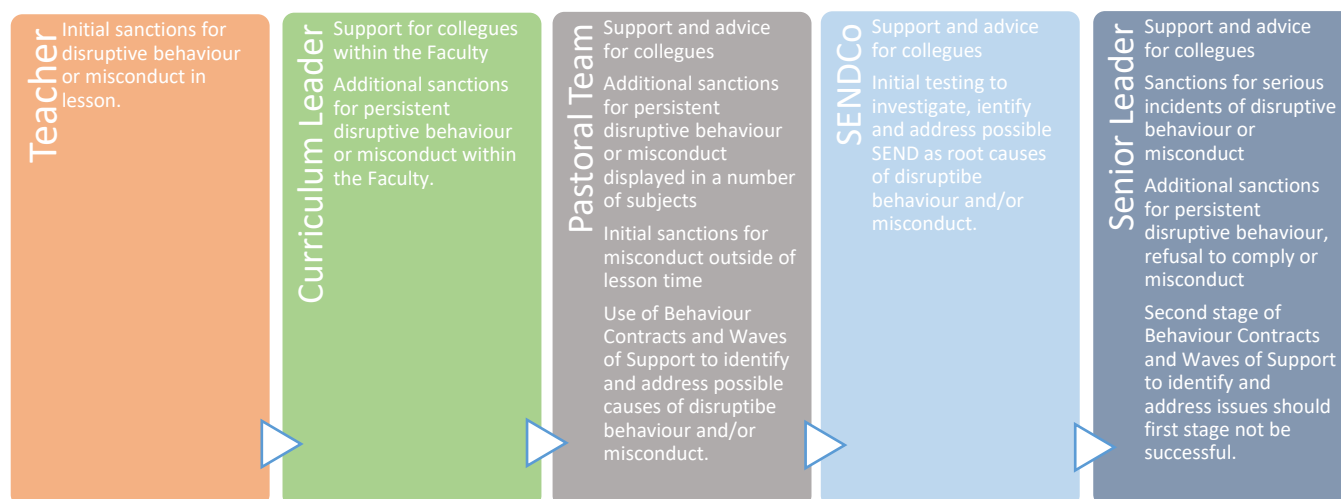 Teacher
Initial sanctions for
disruptive behaviour
or misconduct in
lesson.
Curriculum Leader
Support for collegues
within the Faculty
Additional sanctions
for persistent
disruptive behaviour
or misconduct within
the Faculty.
Pastoral Team
Support and advice
for collegues
Additional sanctions
for persistent
disruptive behaviour
or misconduct
displayed in a number
of subjects
Initial sanctions for
misconduct outside of
lesson time
Use of Behaviour
Contracts and Waves
of Support to identify
and address possible
causes of disruptibe
behaviour and/or
misconduct.
SENDCo
Support and advice
for collegues
Initial testing to
investigate, ientify
and address possible
SEND as root causes
of disruptibe
behaviour and/or
misconduct.
Senior Leader
Support and advice
for collegues
Sanctions for serious
incidents of disruptive
behaviour or
misconduct
Additional sanctions
for persistent
disruptive behaviour,
refusal to comply or
misconduct
Second stage of
Behaviour Contracts
and Waves of Support
to identify and
address issues should
first stage not be
successful.